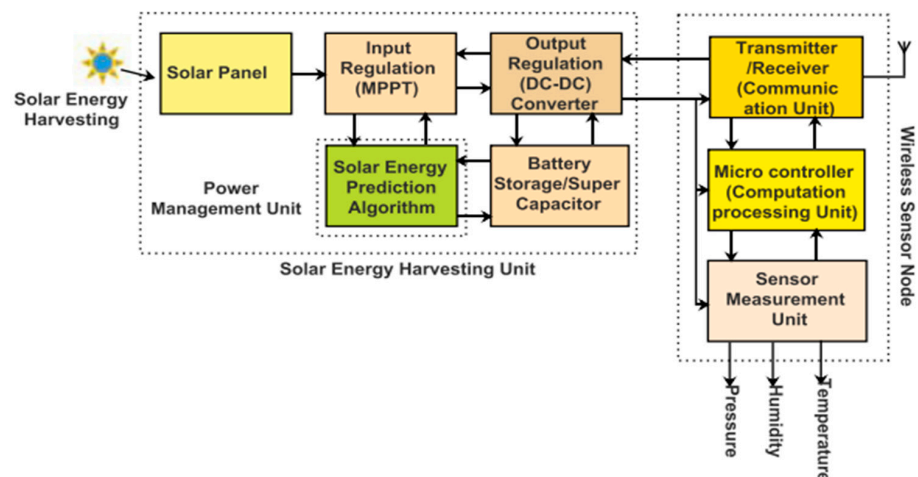 Solar Energy
Harvesting
Solar Panel
Input
Regulation
(MPPT)
Output
Regulation
(DC-DC)
Converter
Solar Energy
Prediction
Algorithm
Battery
Storage/Super
Capacitor
Power
Management Unit
Solar Energy Harvesting Unit
Transmitter
/Receiver
(Communic
ation Unit)
Micro controller
(Computation
processing Unit)
Sensor
Measurement
Unit
Wireless Sensor Node
Pressure
Humidity
Temperature